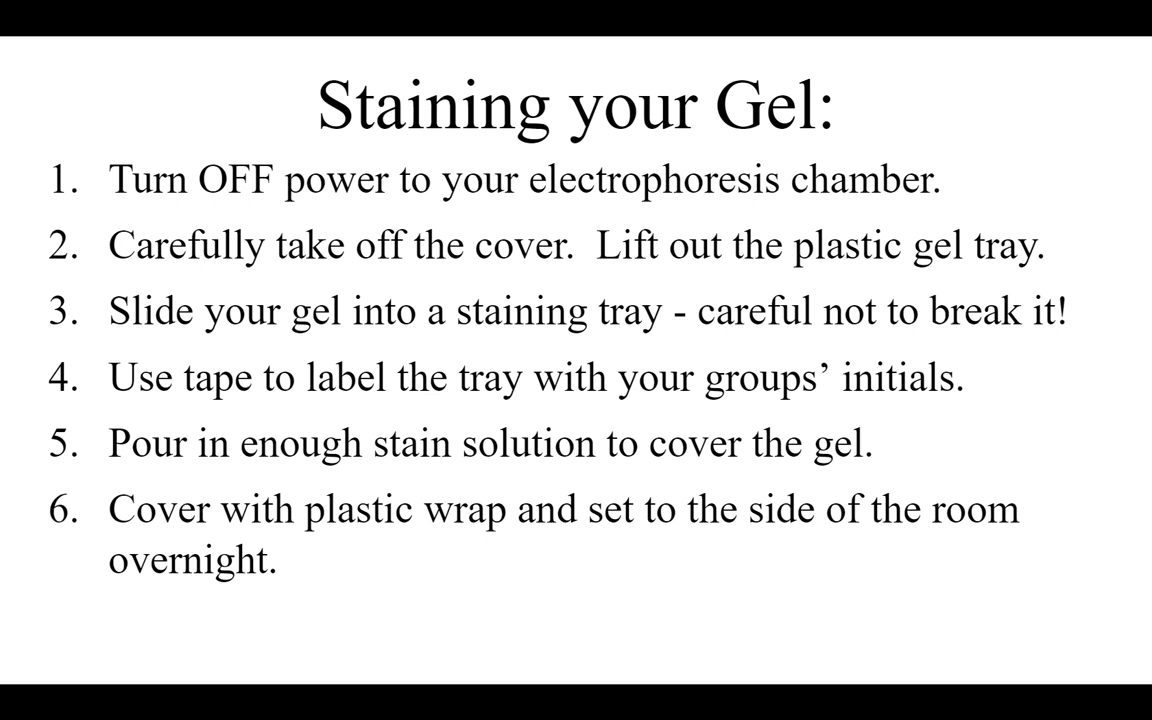 Staining your Gel:
1. Turn OFF power to your electrophoresis chamber.
2. Carefully take off the cover.  Lift out the plastic gel tray.
3. Slide your gel into a staining tray - careful not to break it!
4. Use tape to label the tray with your groups’ initials.
5. Pour in enough stain solution to cover the gel.
6. Cover with plastic wrap and set to the side of the room
overnight.